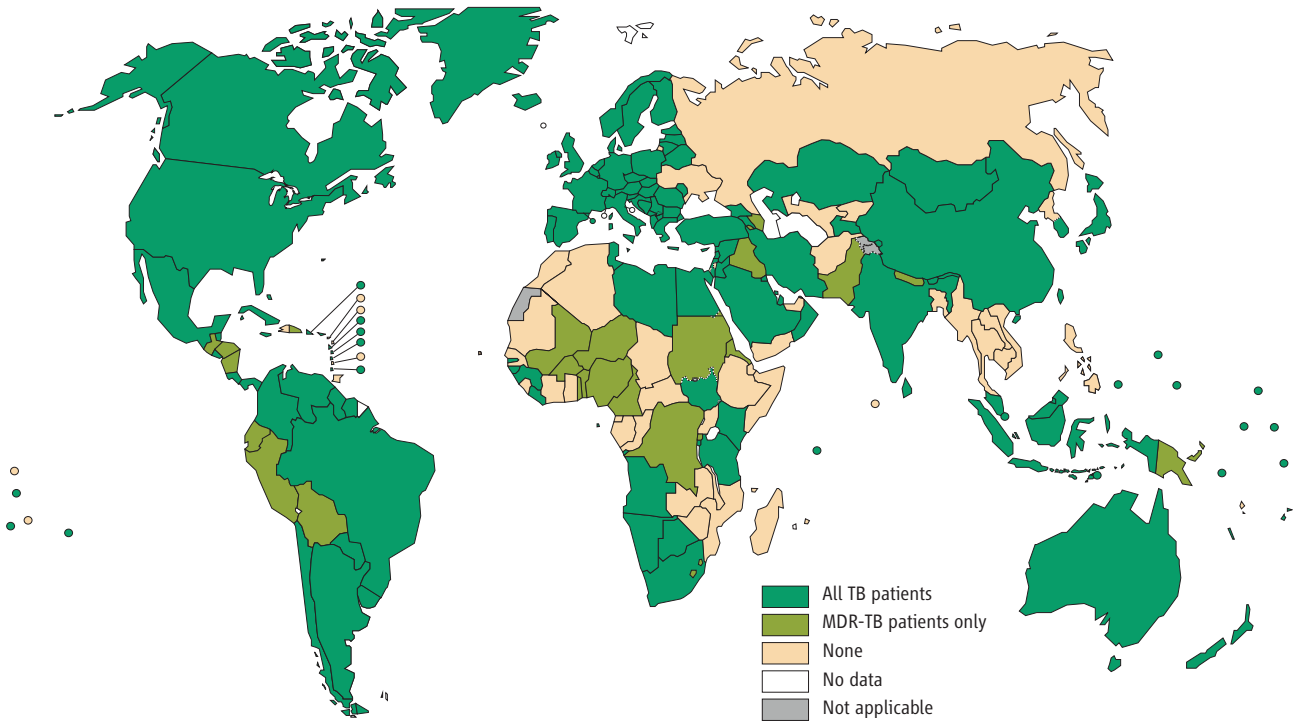 All TB patients
MDR-TB patients only
None
No data
Not applicable